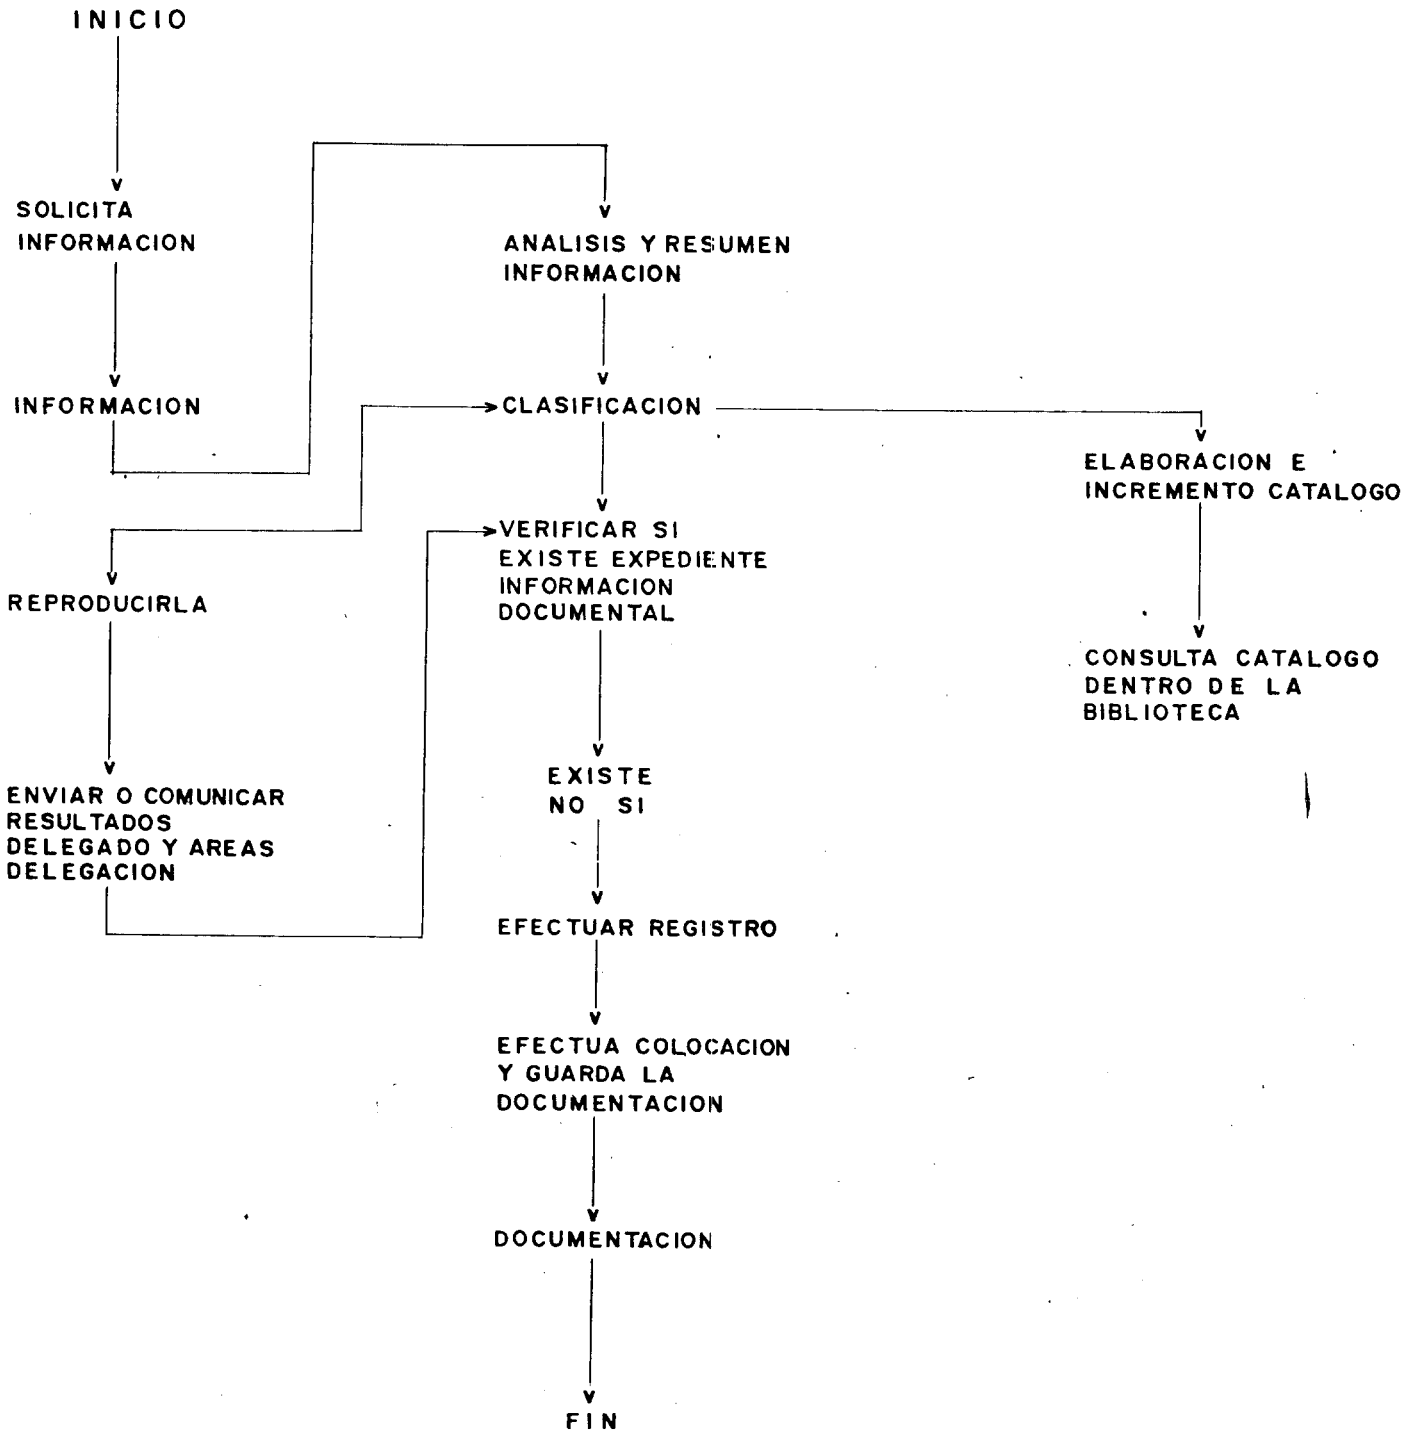 INICIO
SOLICITA
INFORMACION
INFORMACION
ANALISIS Y RESUMEN
INFORMACION
CLASIFICACION
ELABORACION E
INCREMENTO CATALOGO
CONSULTA CATALOGO
DENTRO DE LA
BIBLIOTECA
REPRODUCIRLA
ENVIAR O COMUNICAR
RESULTADOS
DELEGADO Y AREAS
DELEGACION
VERIFICAR SI
EXISTE EXPEDIENTE
INFORMACION
DOCUMENTAL
EXISTE
NO SI
EFECTUAR REGISTRO
EFECTUA COLOCACION
Y GUARDA LA
DOCUMENTACION
DOCUMENTACION
FIN